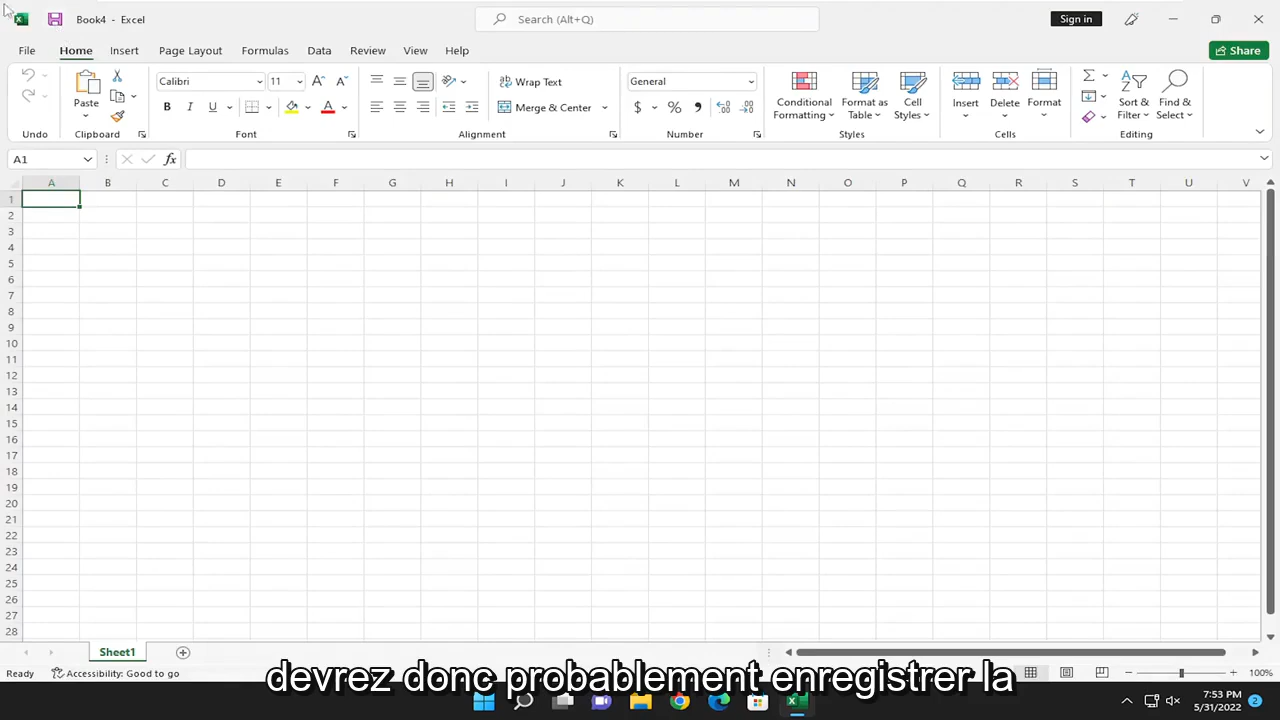 Book4 - Excel
Search (Alt+Q)
Sign in
File Home Insert Page Layout Formulas Data Review View Help
Share
Paste
Calibri 11
B I U
Wrap Text
Merge & Center
General
$ % ,
Conditional Formatting
Format as Table
Cell Styles
Insert
Delete
Format
Sort & Filter
Find & Select
Undo Clipboard Font Alignment Number Styles Cells Editing
A1
fx
A B C D E F G H I J K L M N O P Q R S T U V
1
2
3
4
5
6
7
8
9
10
11
12
13
14
15
16
17
18
19
20
21
22
23
24
25
26
27
28
Sheet1
Ready
Accessibility: Good to go
100%
devrez donc probablement enregistrer la
7:53 PM
5/31/2022
2